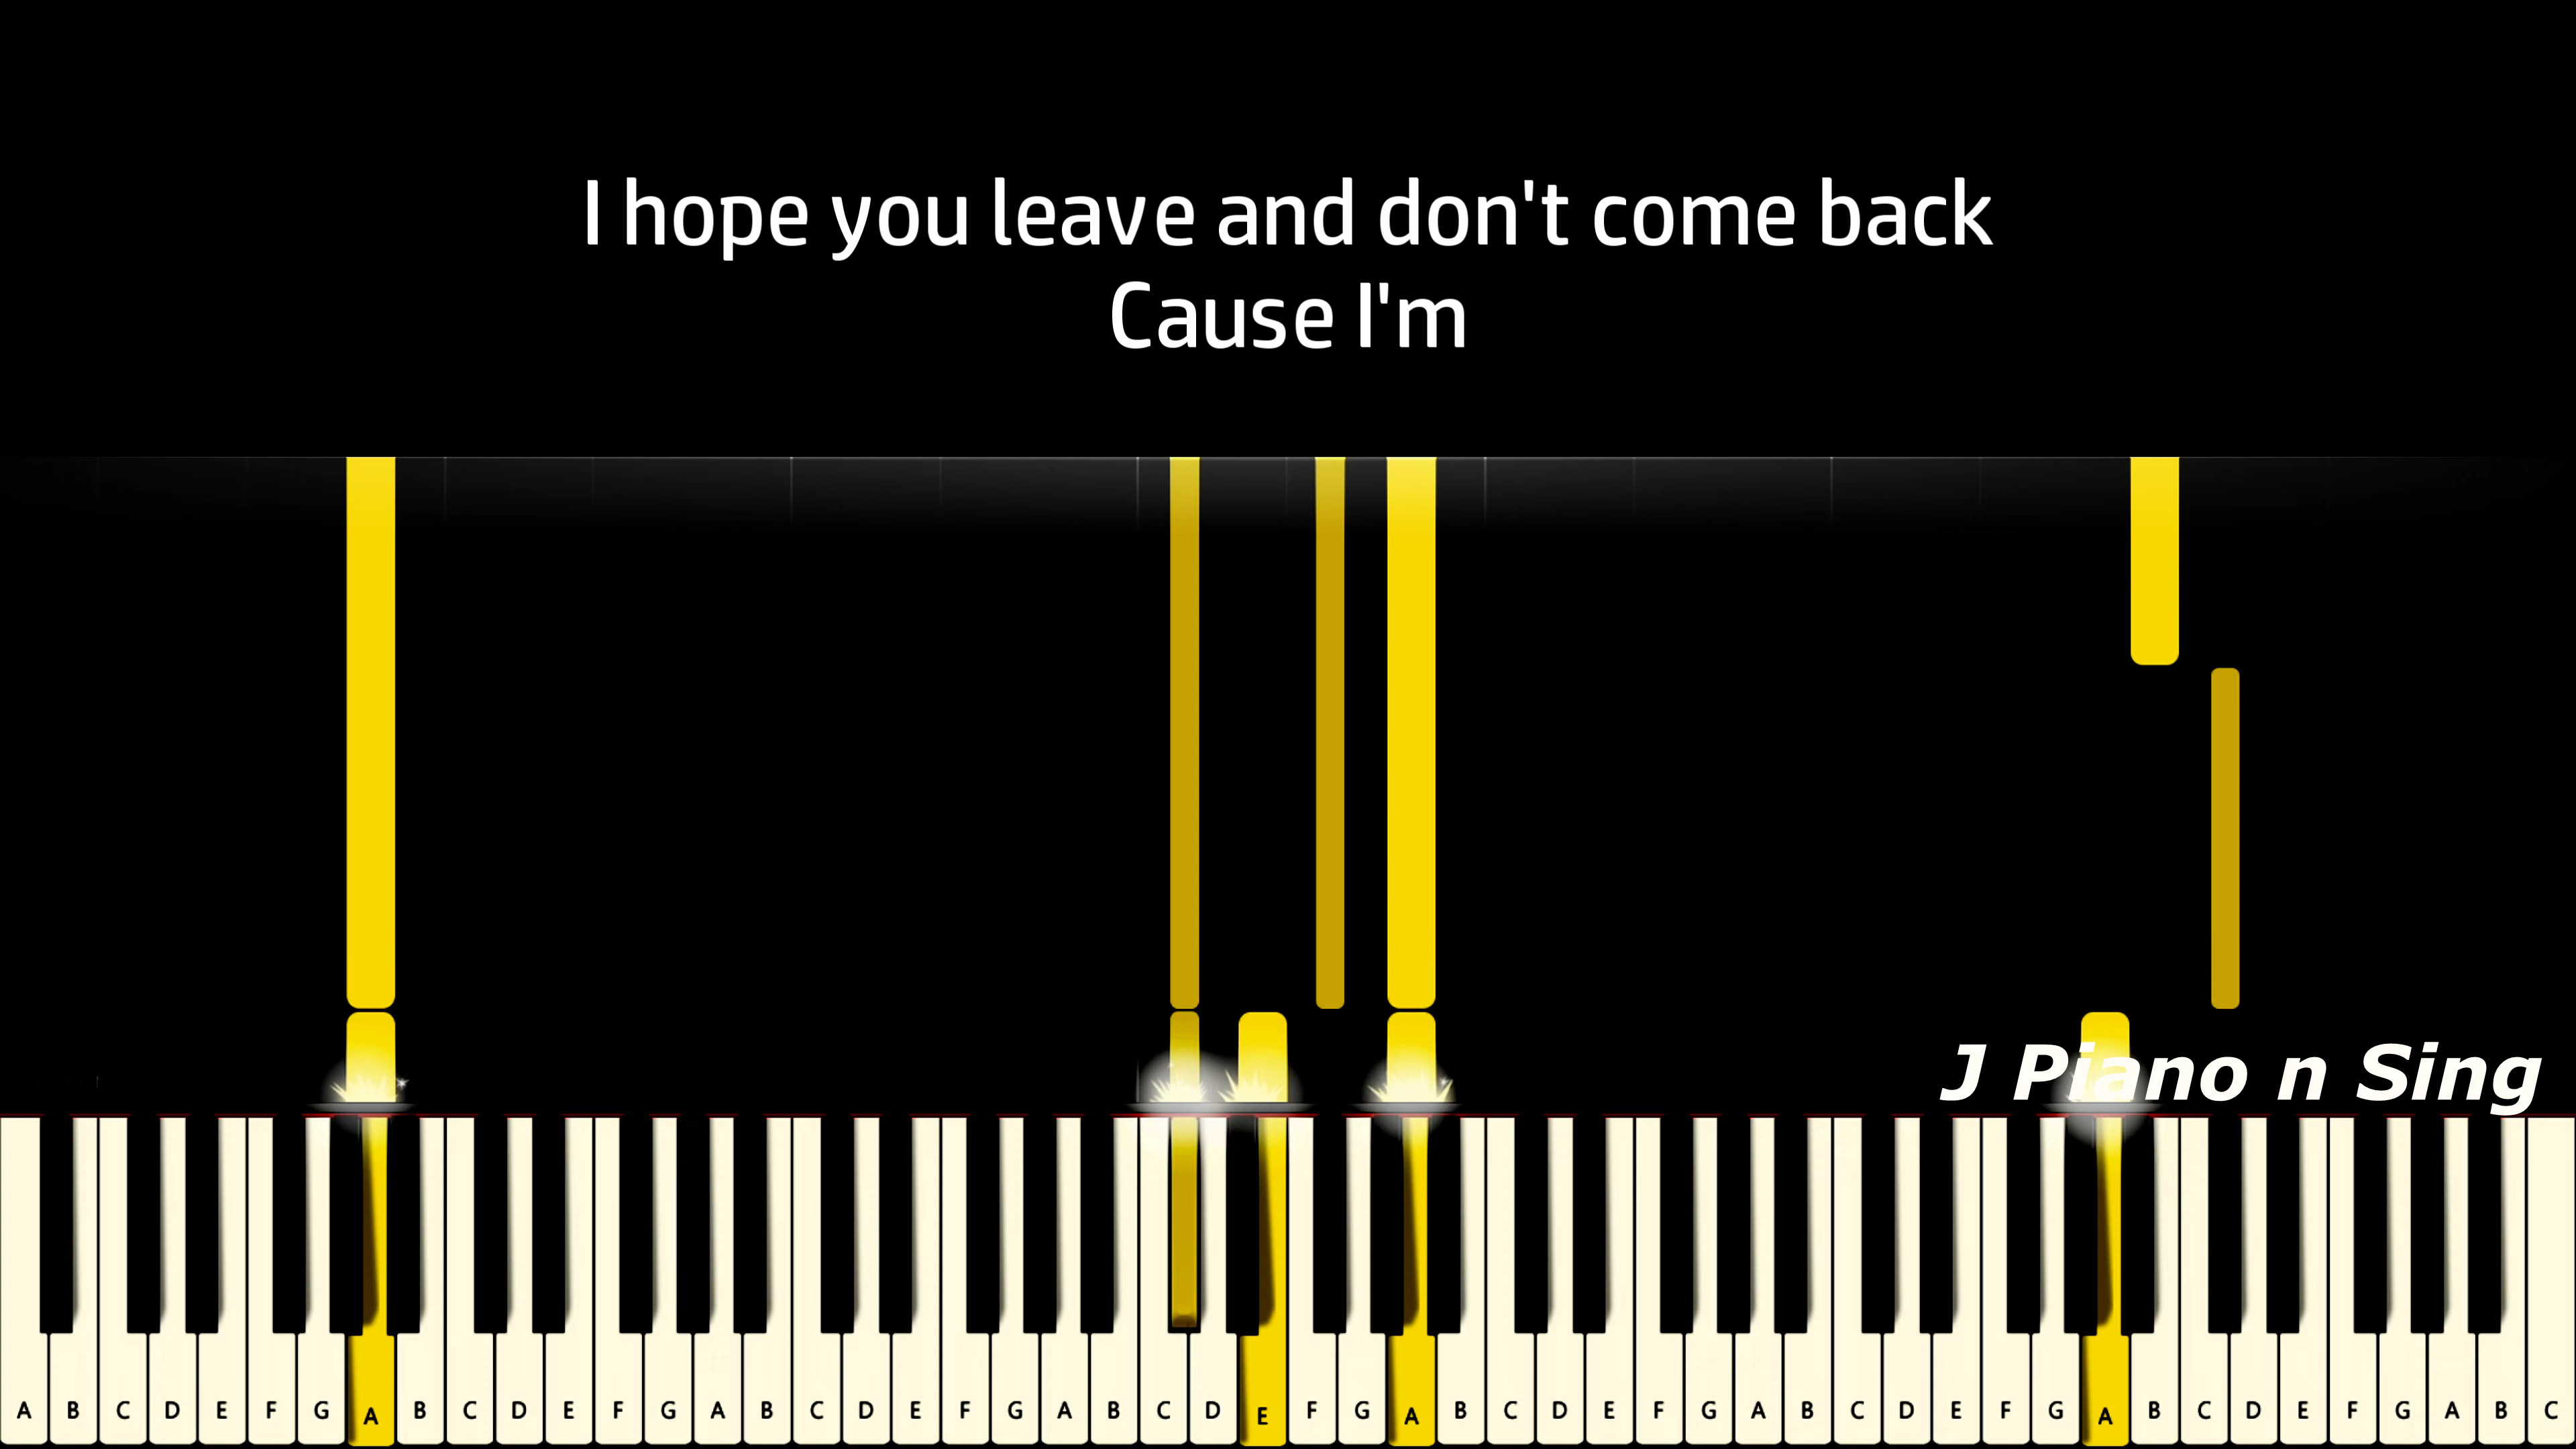 I hope you leave and don't come back
Cause I'm
J Piano n Sing
A B C D E F G A B C D E F G A B C D E F G A B C D E F G A B C D E F G A B C D E F G A B C D E F G A B C